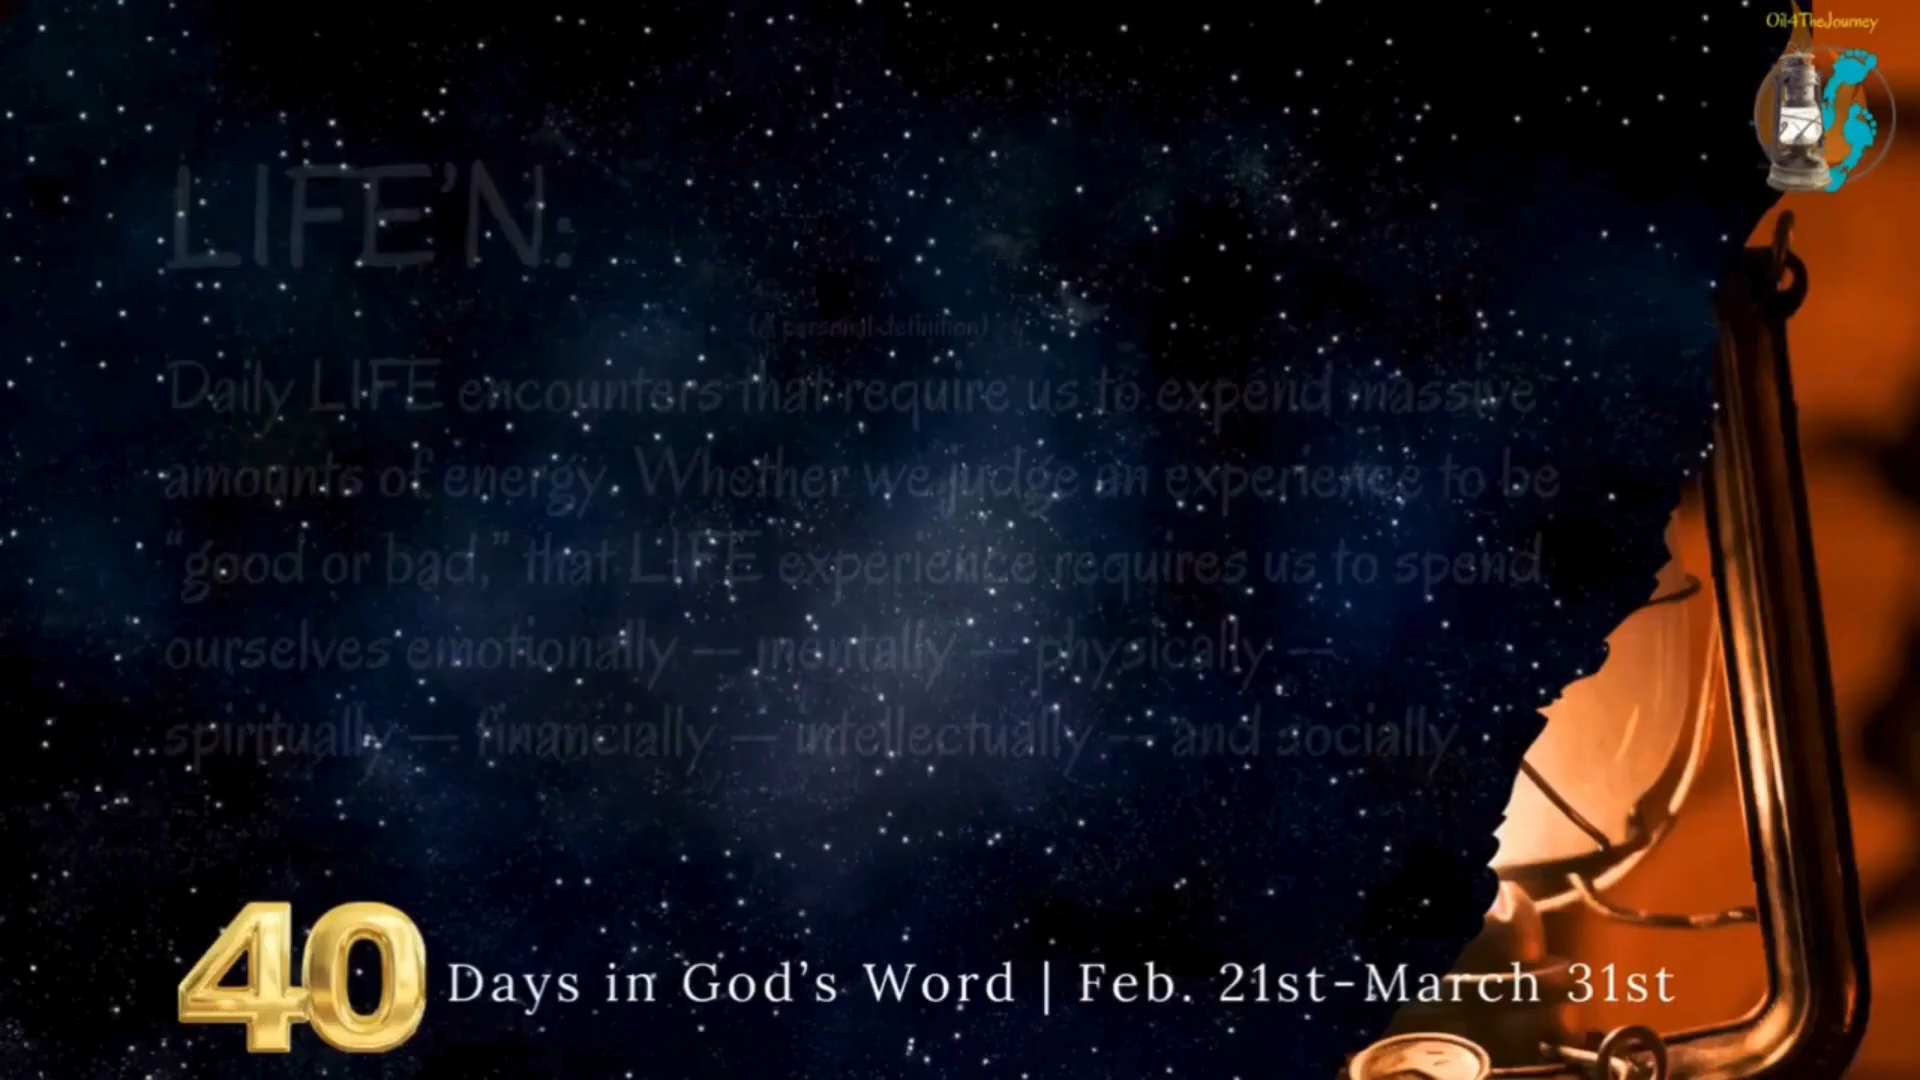 Oil4TheJourney
LIFE’N:
(A personal definition)
Daily LIFE encounters that require us to expend massive
amounts of energy. Whether we judge an experience to be
“good or bad,” that LIFE experience requires us to spend
ourselves emotionally — mentally — physically —
spiritually — financially — intellectually — and socially.
40 Days in God’s Word | Feb. 21st-March 31st